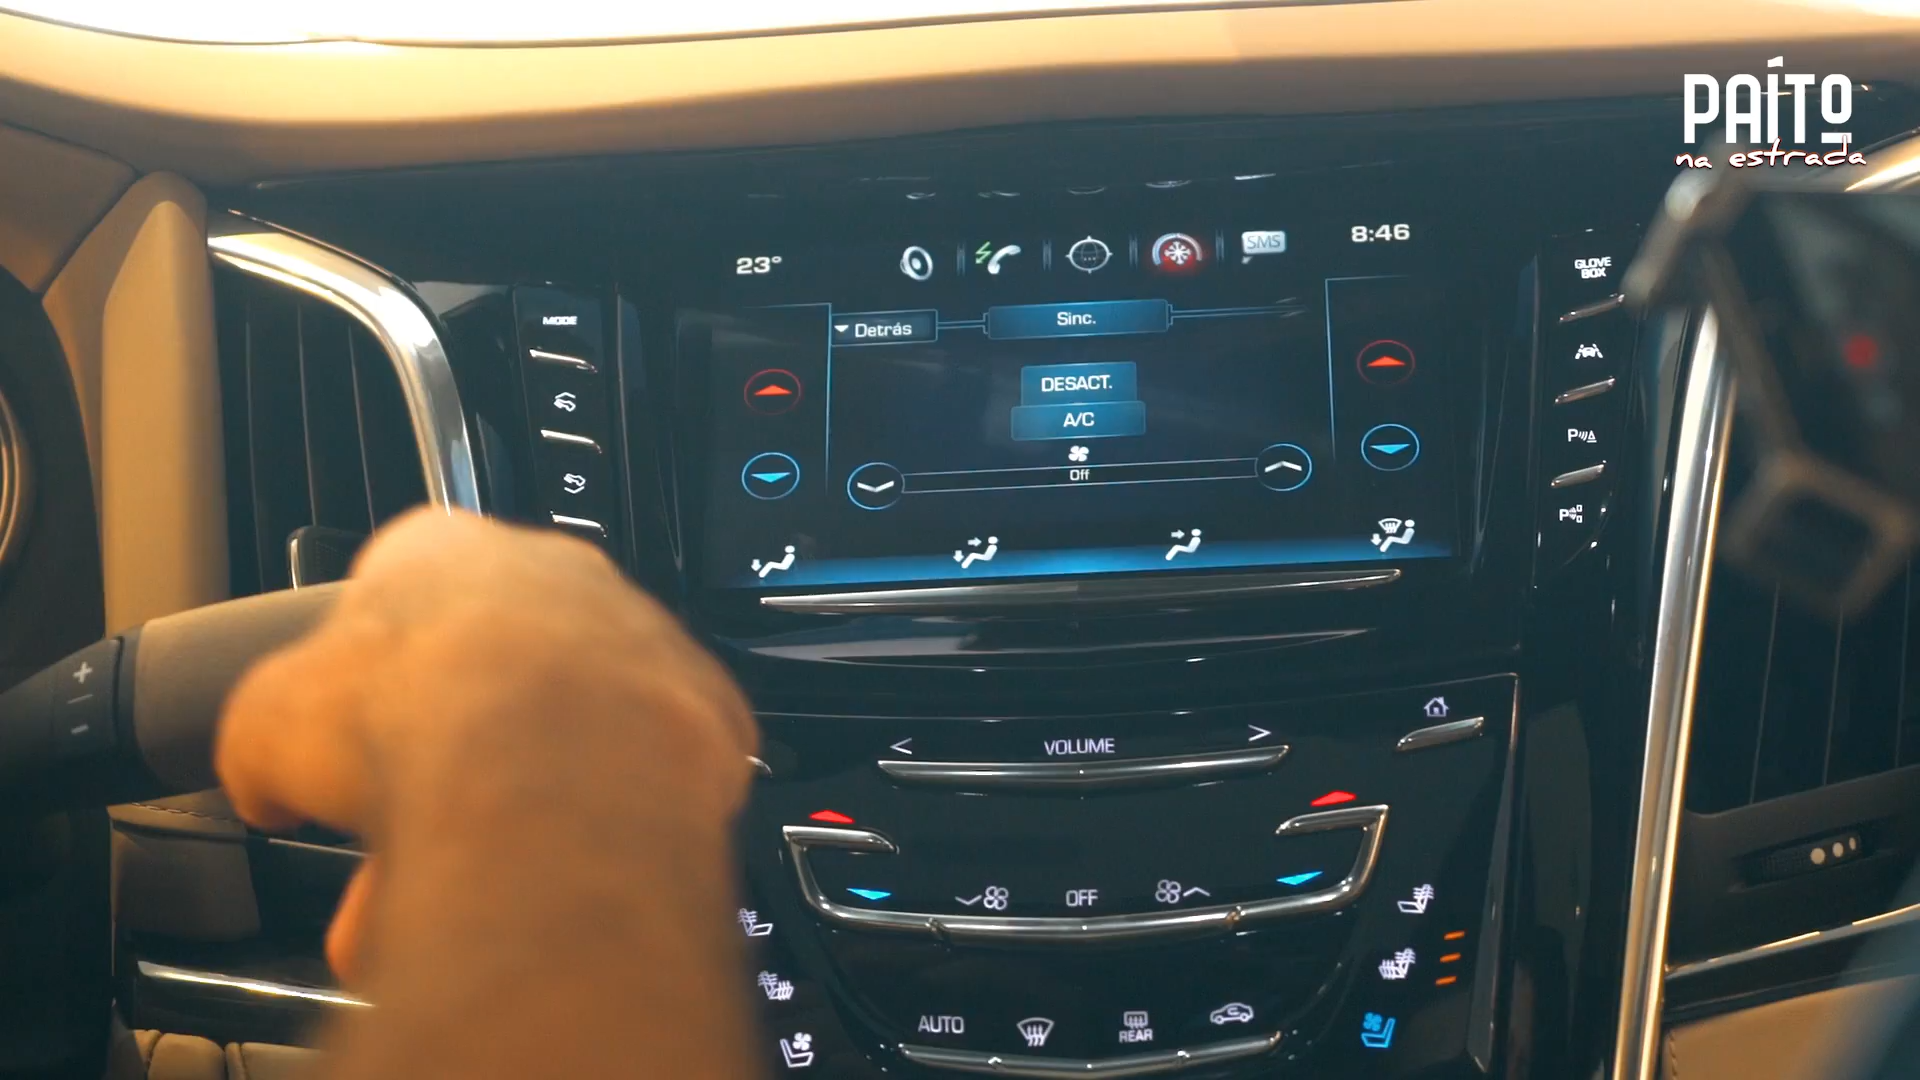 PAÍTO
na estrada
23°
SMS
8:46
GLOVE
BOX
MODE
Detrás
Sinc.
DESACT.
A/C
Off
P
P
+
-
< VOLUME >
OFF
AUTO
REAR